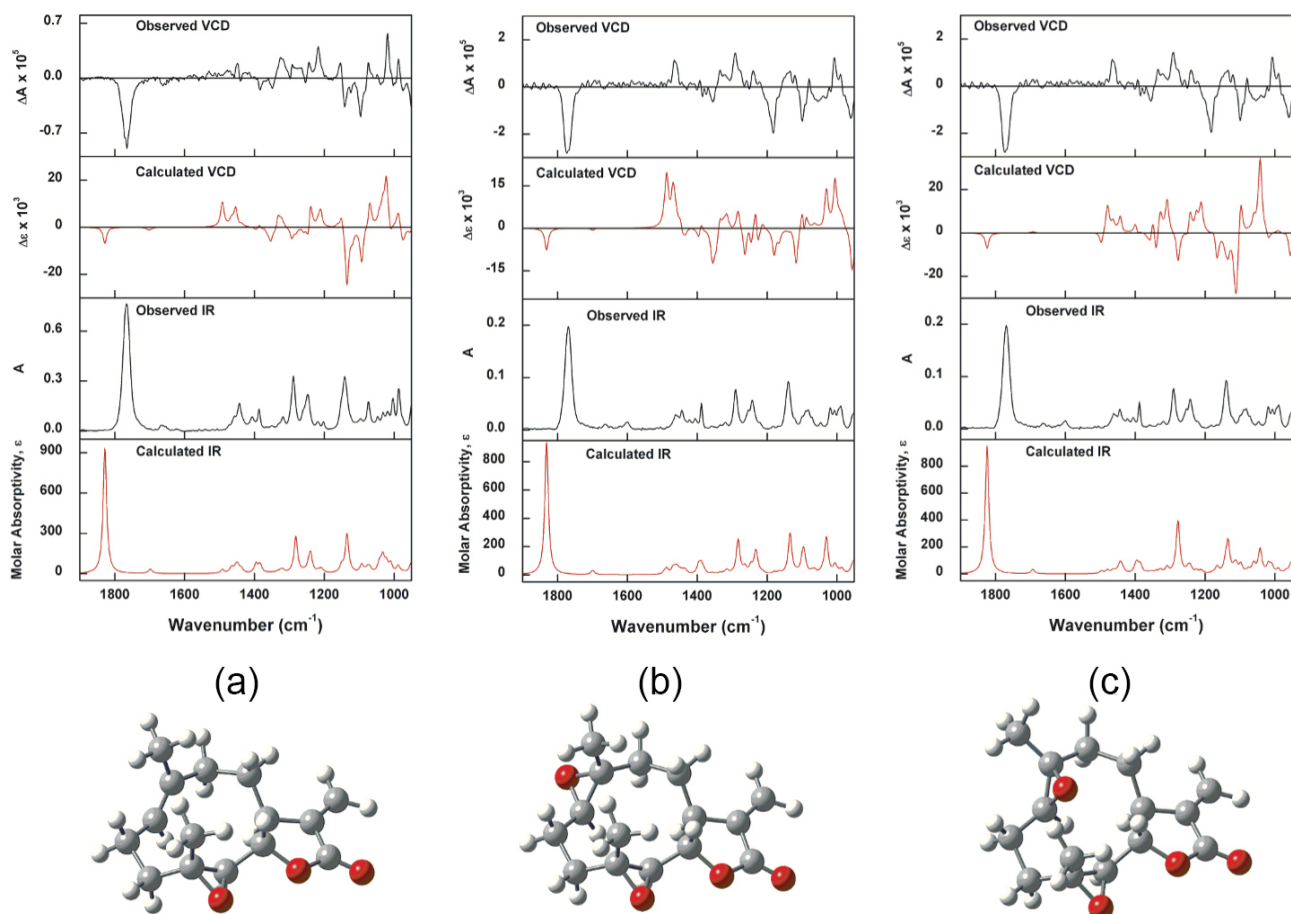 Observed VCD
0.7
0.0
-0.7
ΔA x 10⁵
Calculated VCD
20
0
-20
Δε x 10³
Observed IR
0.6
0.3
0.0
A
Calculated IR
900
600
300
0
Molar Absorptivity, ε
1800 1600 1400 1200 1000
Wavenumber (cm⁻¹)
(a)
Observed VCD
2
0
-2
ΔA x 10⁵
Calculated VCD
15
0
-15
Δε x 10³
Observed IR
0.2
0.1
0.0
A
Calculated IR
800
600
400
200
0
Molar Absorptivity, ε
1800 1600 1400 1200 1000
Wavenumber (cm⁻¹)
(b)
Observed VCD
2
0
-2
ΔA x 10⁵
Calculated VCD
20
0
-20
Δε x 10³
Observed IR
0.2
0.1
0.0
A
Calculated IR
800
600
400
200
0
Molar Absorptivity, ε
1800 1600 1400 1200 1000
Wavenumber (cm⁻¹)
(c)